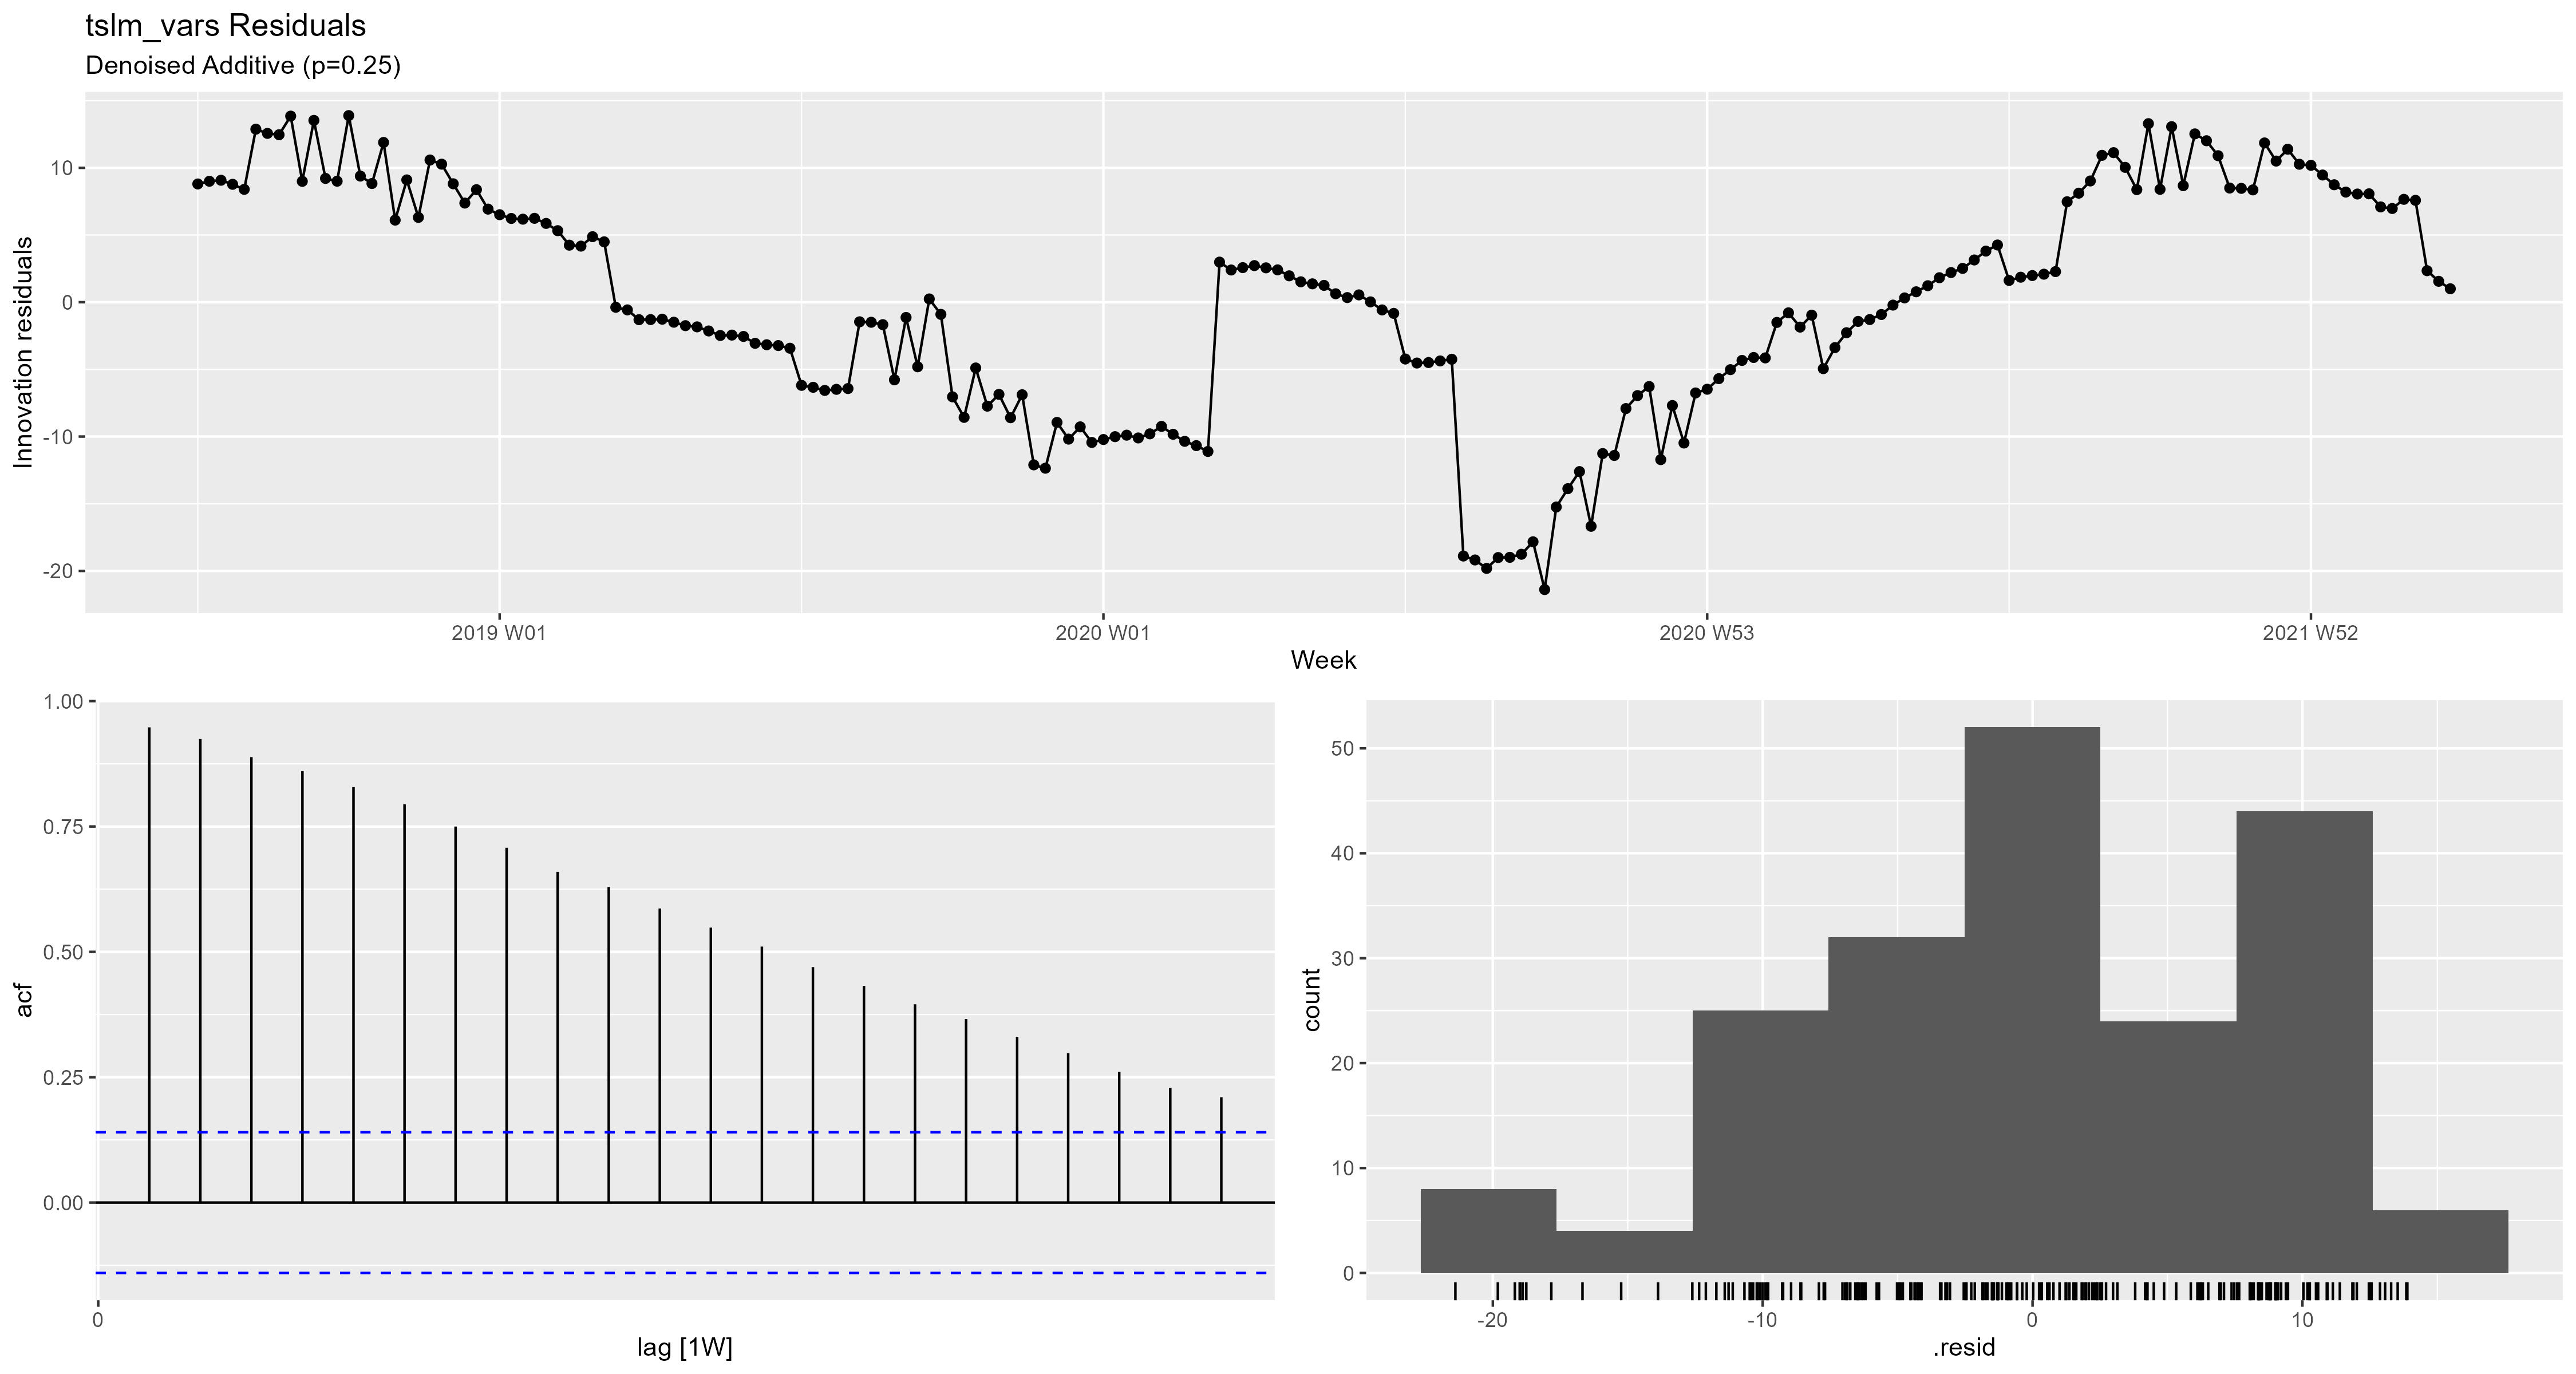 tslm_vars Residuals
Denoised Additive (p=0.25)
Innovation residuals
10
0
-10
-20
2019 W01
2020 W01
2020 W53
2021 W52
Week
acf
1.00
0.75
0.50
0.25
0.00
0
lag [1W]
count
50
40
30
20
10
0
-20
-10
0
10
.resid